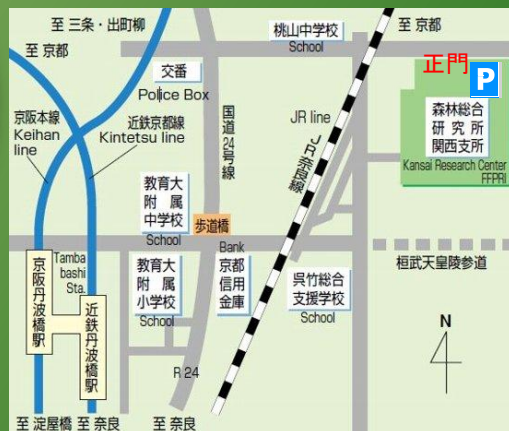 至 三条・出町柳
桃山中学校
School
至 京都
至 京都
正門
P
交番
Police Box
京阪本線
Keihan
line
近鉄京都線
Kintetsu line
国道24号線
JR line
JR奈良線
森林総合
研究所
関西支所
Kansai Research Center
FFPRI
教育大
附属
中学校
School
歩道橋
Bank
Tamba
bashi
Sta.
京阪丹波橋駅
近鉄丹波橋駅
教育大
附属
小学校
School
京都
信用
金庫
呉竹総合
支援学校
School
桓武天皇陵参道
N
R 24
至 淀屋橋
至 奈良
至 奈良